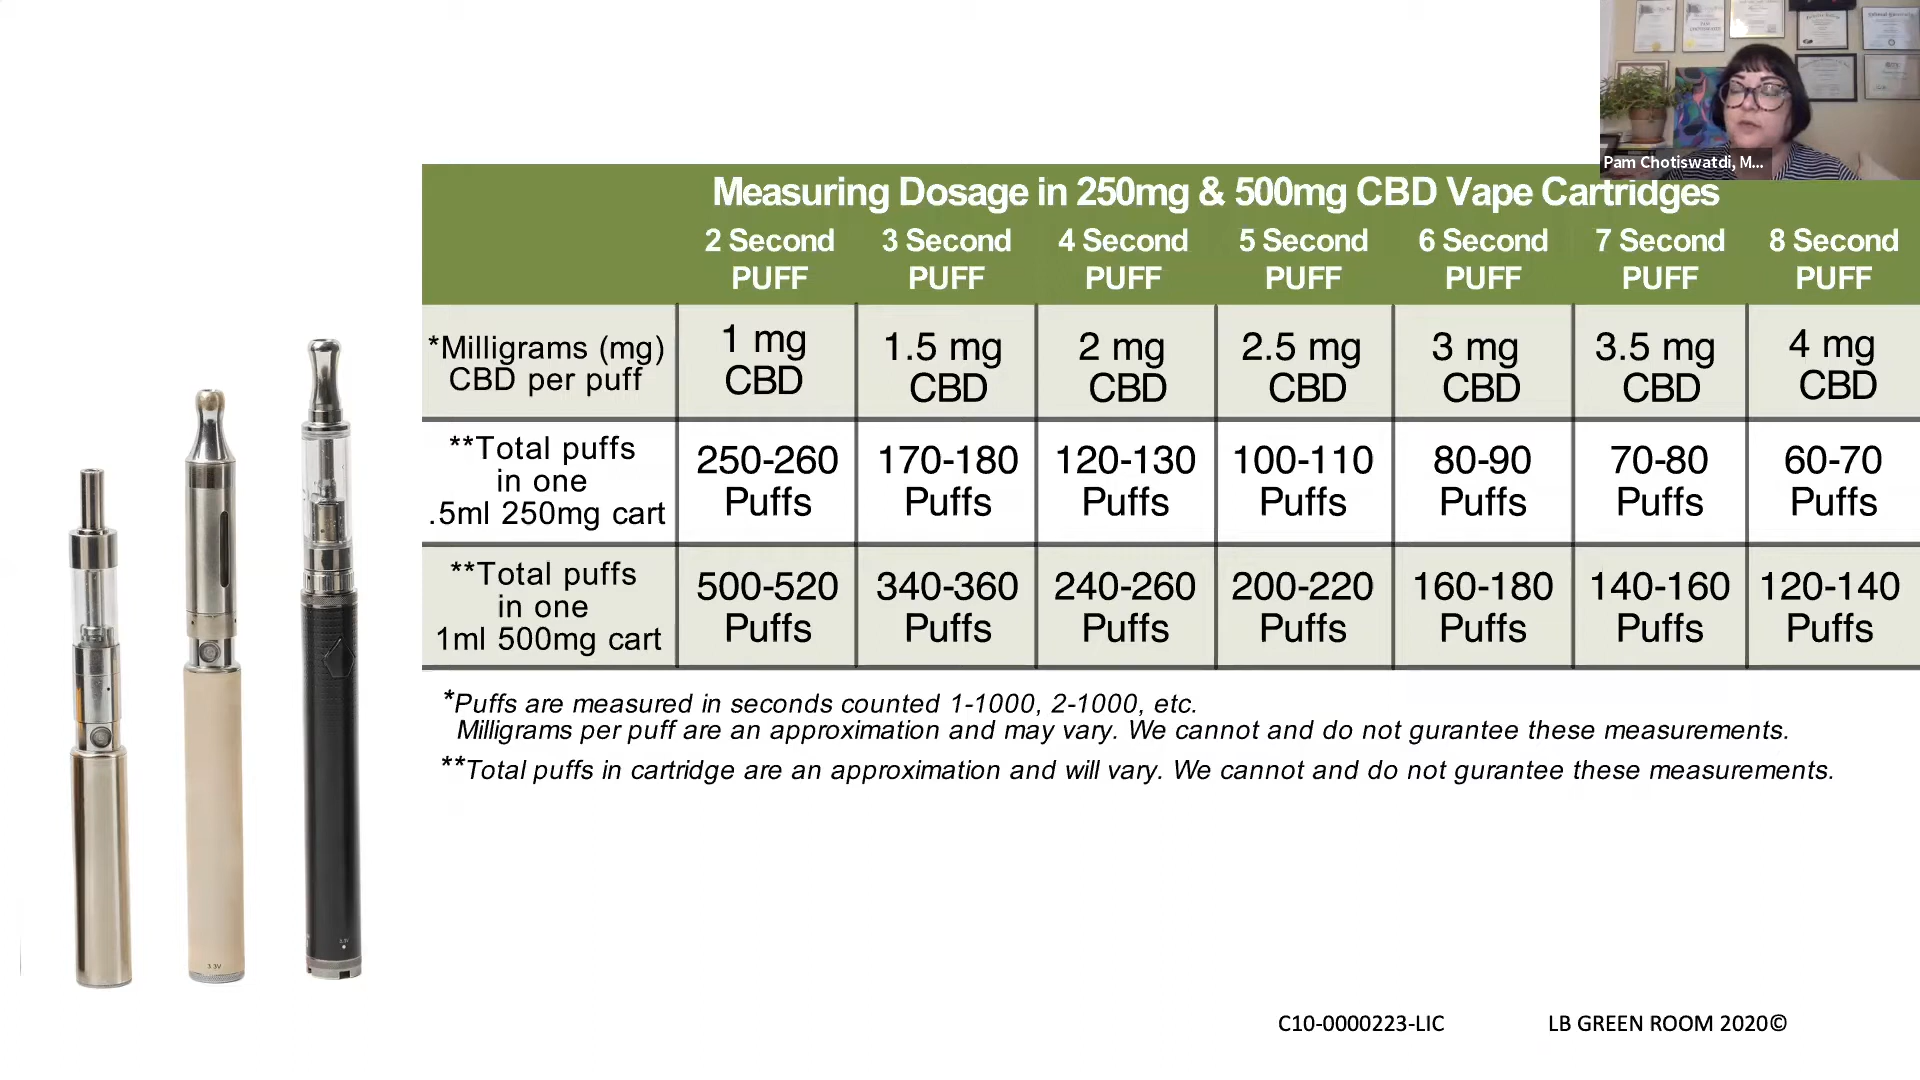 Pam Chotiswatdi, M...
Measuring Dosage in 250mg & 500mg CBD Vape Cartridges
2 Second PUFF
3 Second PUFF
4 Second PUFF
5 Second PUFF
6 Second PUFF
7 Second PUFF
8 Second PUFF
*Milligrams (mg) CBD per puff
1 mg CBD
1.5 mg CBD
2 mg CBD
2.5 mg CBD
3 mg CBD
3.5 mg CBD
4 mg CBD
**Total puffs in one .5ml 250mg cart
250-260 Puffs
170-180 Puffs
120-130 Puffs
100-110 Puffs
80-90 Puffs
70-80 Puffs
60-70 Puffs
**Total puffs in one 1ml 500mg cart
500-520 Puffs
340-360 Puffs
240-260 Puffs
200-220 Puffs
160-180 Puffs
140-160 Puffs
120-140 Puffs
*Puffs are measured in seconds counted 1-1000, 2-1000, etc.
Milligrams per puff are an approximation and may vary. We cannot and do not gurantee these measurements.
**Total puffs in cartridge are an approximation and will vary. We cannot and do not gurantee these measurements.
3.3V
C10-0000223-LIC
LB GREEN ROOM 2020©